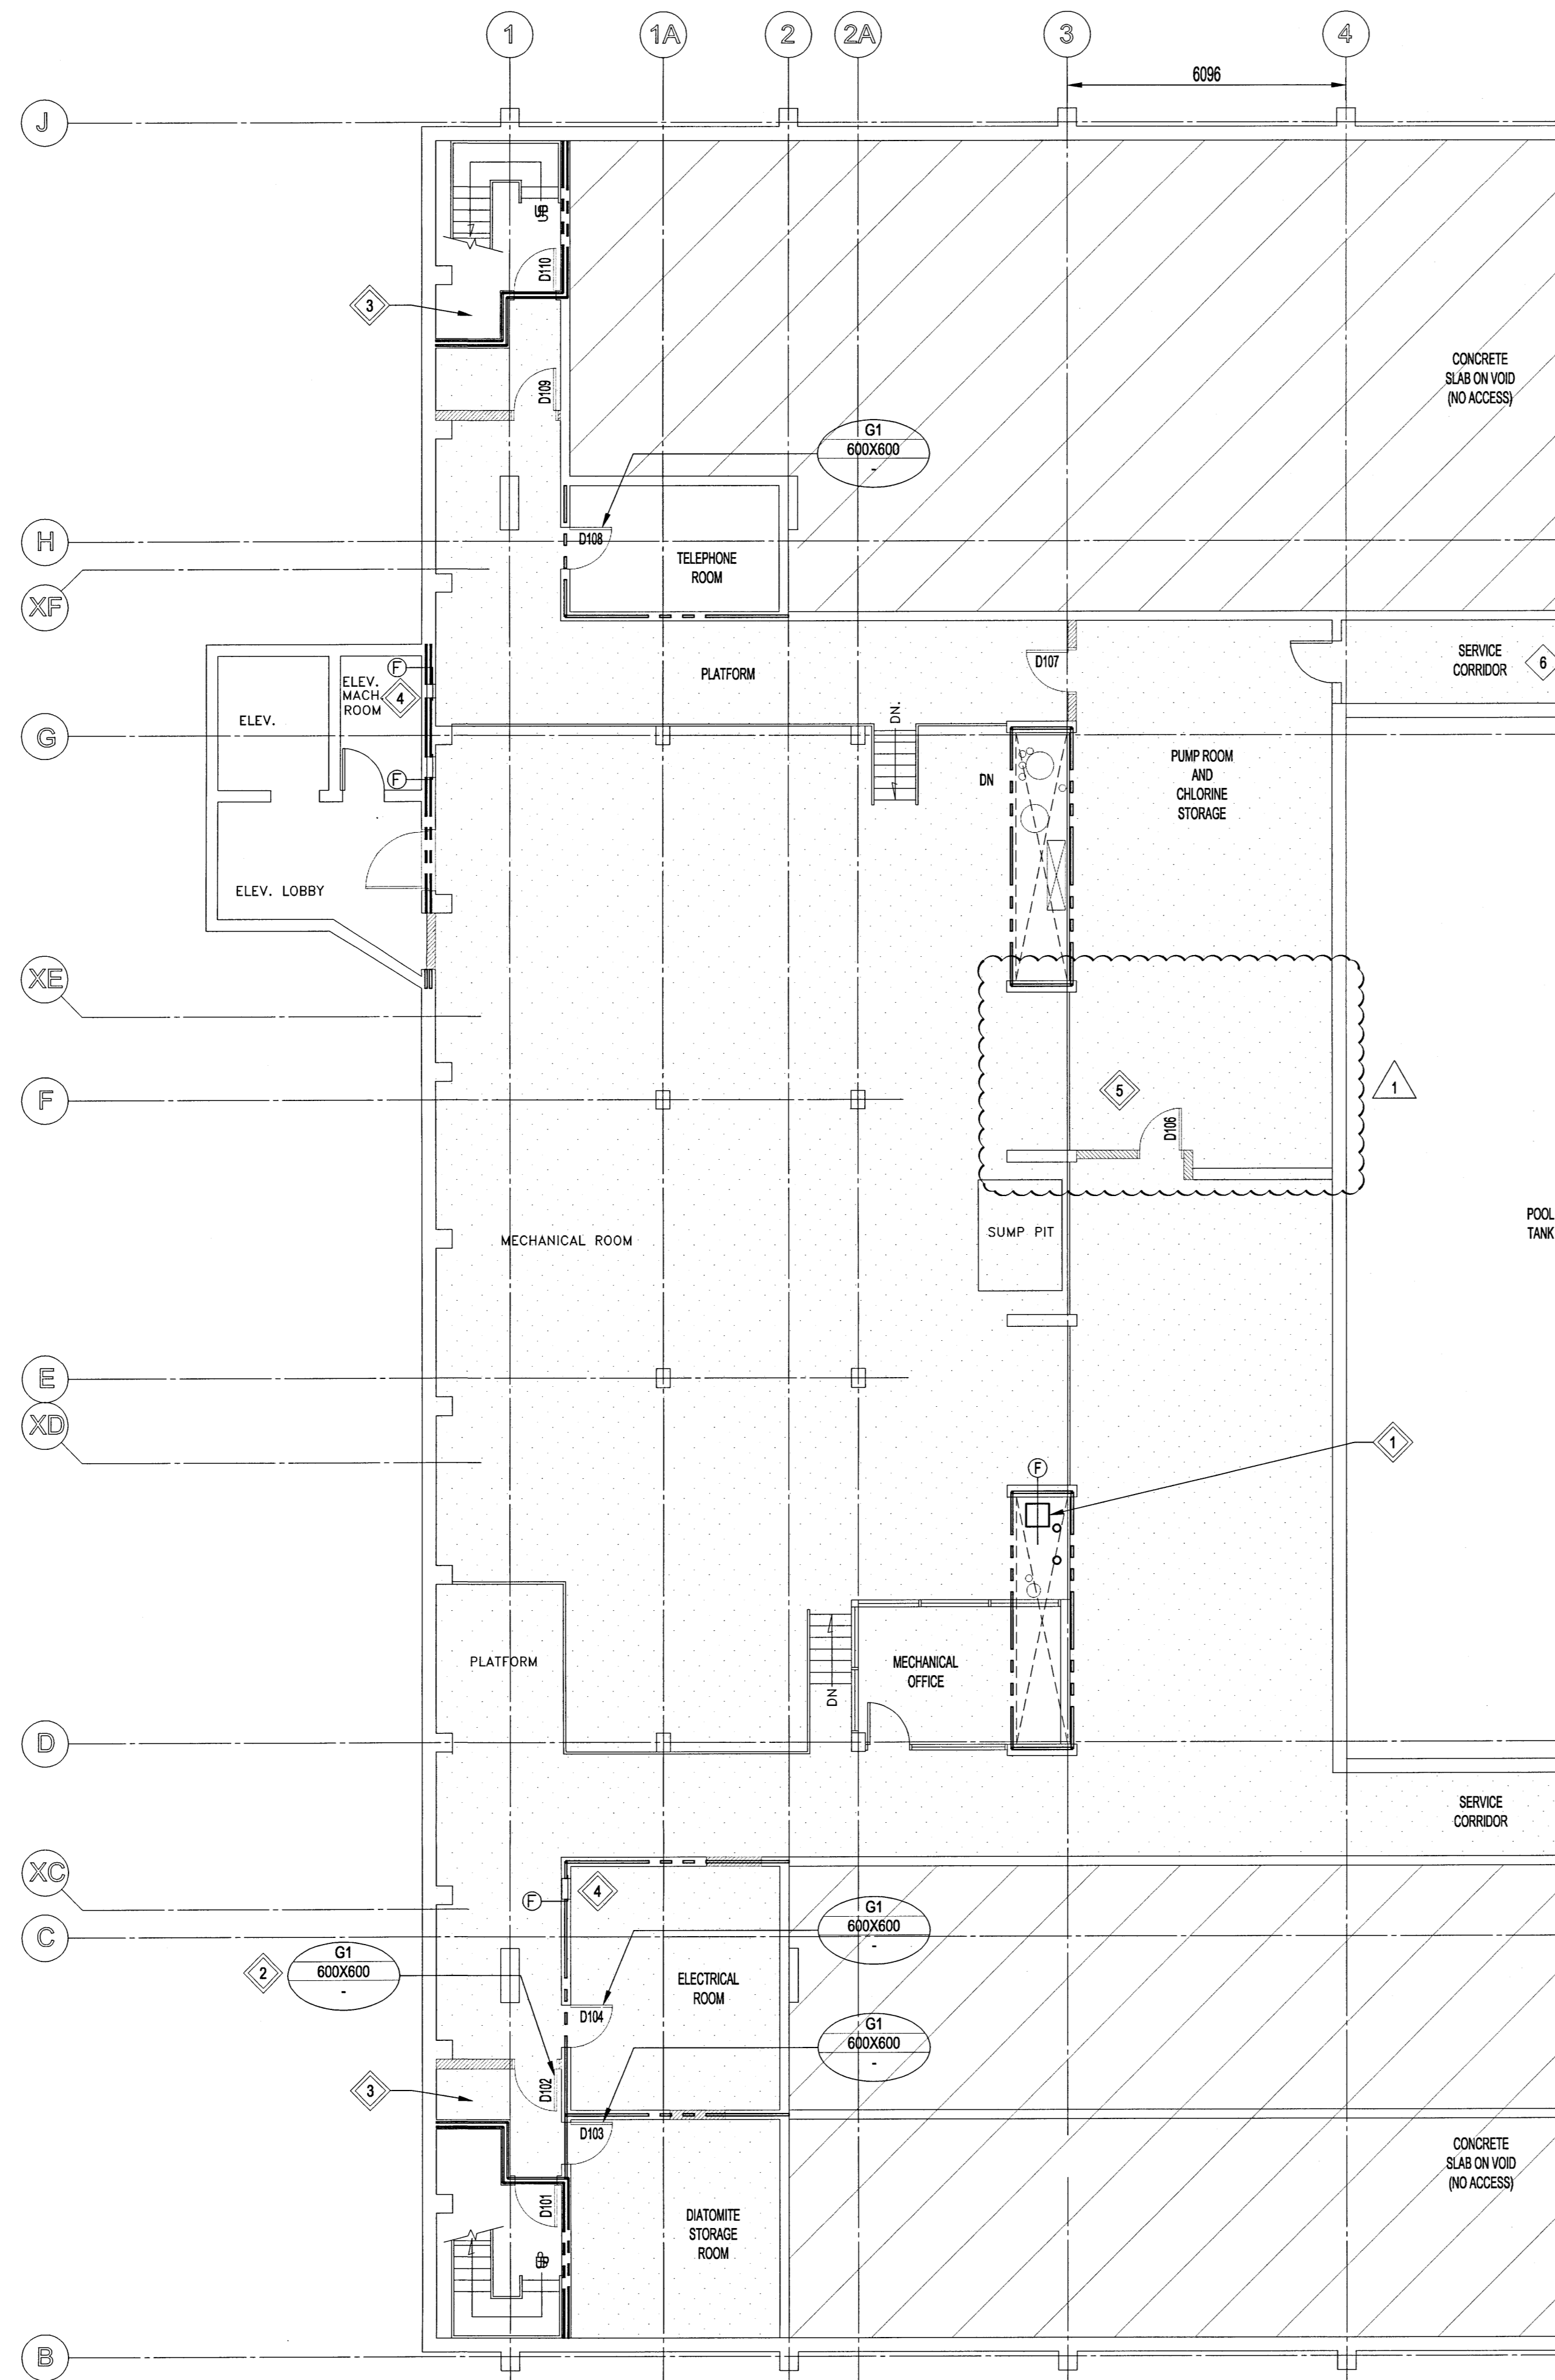 1
1A
2
2A
3
4
6096
J
UP
D110
3
CONCRETE
SLAB ON VOID
(NO ACCESS)
D109
G1
600X600
-
H
D108
TELEPHONE
ROOM
XF
F
ELEV.
MACH.
ROOM
4
ELEV.
PLATFORM
D107
SERVICE
CORRIDOR
6
DN.
G
PUMP ROOM
AND
CHLORINE
STORAGE
DN
F
ELEV. LOBBY
XE
F
5
1
D106
POOL
TANK
MECHANICAL ROOM
SUMP PIT
E
XD
1
F
PLATFORM
MECHANICAL
OFFICE
DN
D
SERVICE
CORRIDOR
XC
F
4
G1
600X600
-
C
2
G1
600X600
-
ELECTRICAL
ROOM
D104
G1
600X600
-
3
D102
D103
CONCRETE
SLAB ON VOID
(NO ACCESS)
D101
DIATOMITE
STORAGE
ROOM
UP
B